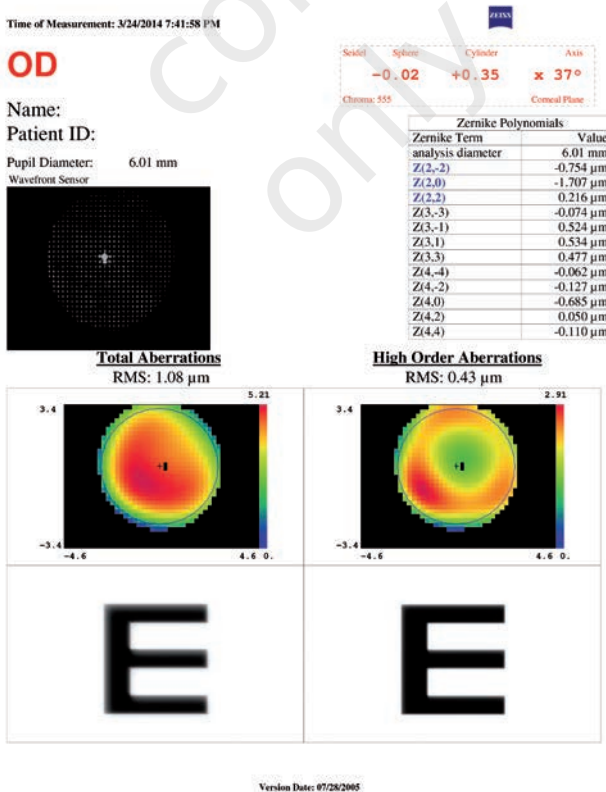 Time of Measurement: 3/24/2014 7:41:58 PM
ZEISS
OD
Seidel Sphere Cylinder Axis
-0.02 +0.35 x 37°
Chroma: 555 Corneal Plane
Name:
Patient ID:
Pupil Diameter: 6.01 mm
Wavefront Sensor
Zernike Polynomials
Zernike Term Value
analysis diameter 6.01 mm
Z(2,-2) -0.754 µm
Z(2,0) -1.707 µm
Z(2,2) 0.216 µm
Z(3,-3) -0.074 µm
Z(3,-1) 0.524 µm
Z(3,1) 0.534 µm
Z(3,3) 0.477 µm
Z(4,-4) -0.062 µm
Z(4,-2) -0.127 µm
Z(4,0) -0.685 µm
Z(4,2) 0.050 µm
Z(4,4) -0.110 µm
Total Aberrations
RMS: 1.08 µm
5.21
3.4
-3.4
-4.6 4.6 0.
High Order Aberrations
RMS: 0.43 µm
2.91
3.4
-3.4
-4.6 4.6 0.
E
E
Version Date: 07/28/2005
only